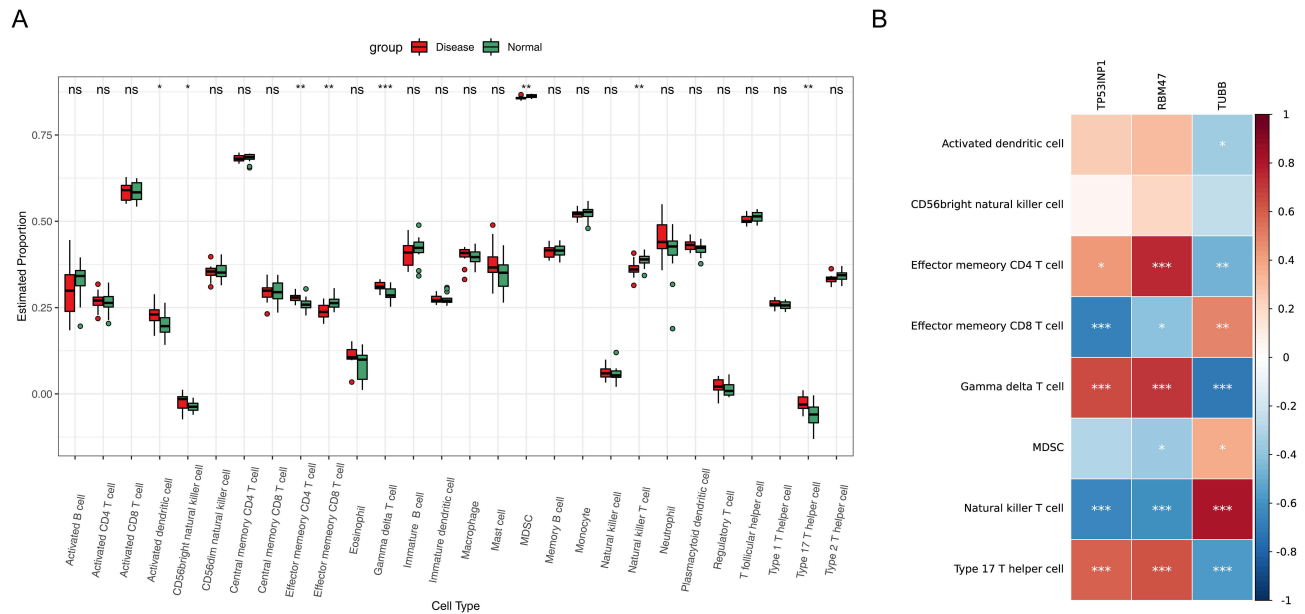 A
group Disease Normal
ns ns ns * * ns ns ns ** ** ns *** ns ns ns ns ** ns ns ns ** ns ns ns ns ns ** ns
0.75
0.50
0.25
0.00
Estimated Proportion
Activated B cell
Activated CD4 T cell
Activated CD8 T cell
Activated dendritic cell
CD56bright natural killer cell
CD56dim natural killer cell
Central memory CD4 T cell
Central memory CD8 T cell
Effector memeory CD4 T cell
Effector memeory CD8 T cell
Eosinophil
Gamma delta T cell
Immature B cell
Immature dendritic cell
Macrophage
Mast cell
MDSC
Memory B cell
Monocyte
Natural killer cell
Natural killer T cell
Neutrophil
Plasmacytoid dendritic cell
Regulatory T cell
T follicular helper cell
Type 1 T helper cell
Type 17 T helper cell
Type 2 T helper cell
Cell Type
B
TP53INP1
RBM47
TUBB
Activated dendritic cell *
CD56bright natural killer cell
Effector memeory CD4 T cell * *** **
Effector memeory CD8 T cell *** * **
Gamma delta T cell *** *** ***
MDSC * *
Natural killer T cell *** *** ***
Type 17 T helper cell *** *** ***
1
0.8
0.6
0.4
0.2
0
-0.2
-0.4
-0.6
-0.8
-1